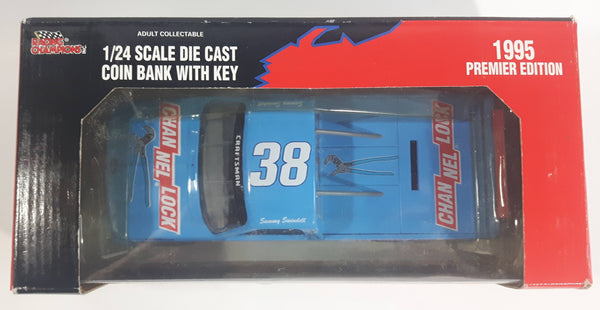 RACING
CHAMPIONS
ADULT COLLECTABLE
1/24 SCALE DIE CAST
COIN BANK WITH KEY
1995
PREMIER EDITION
CHAN
NEL
LOCK
CRAFTSMAN
38
Sammy Swindell
CHAN
NEL
LOCK